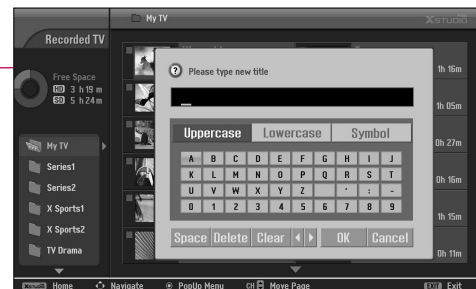 My TV
XSTUDIO
Recorded TV
Free Space
HD 3 h 19 m
SD 5 h 24 m
My TV
Series1
Series2
X Sports1
X Sports2
TV Drama
1h 16m
1h 05m
0h 27m
0h 16m
1h 15m
0h 11m
? Please type new title
Uppercase Lowercase Symbol
A B C D E F G H I J
K L M N O P Q R S T
U V W X Y Z ' : -
0 1 2 3 4 5 6 7 8 9
Space Delete Clear OK Cancel
Home Navigate PopUp Menu CH Move Page EXIT Exit